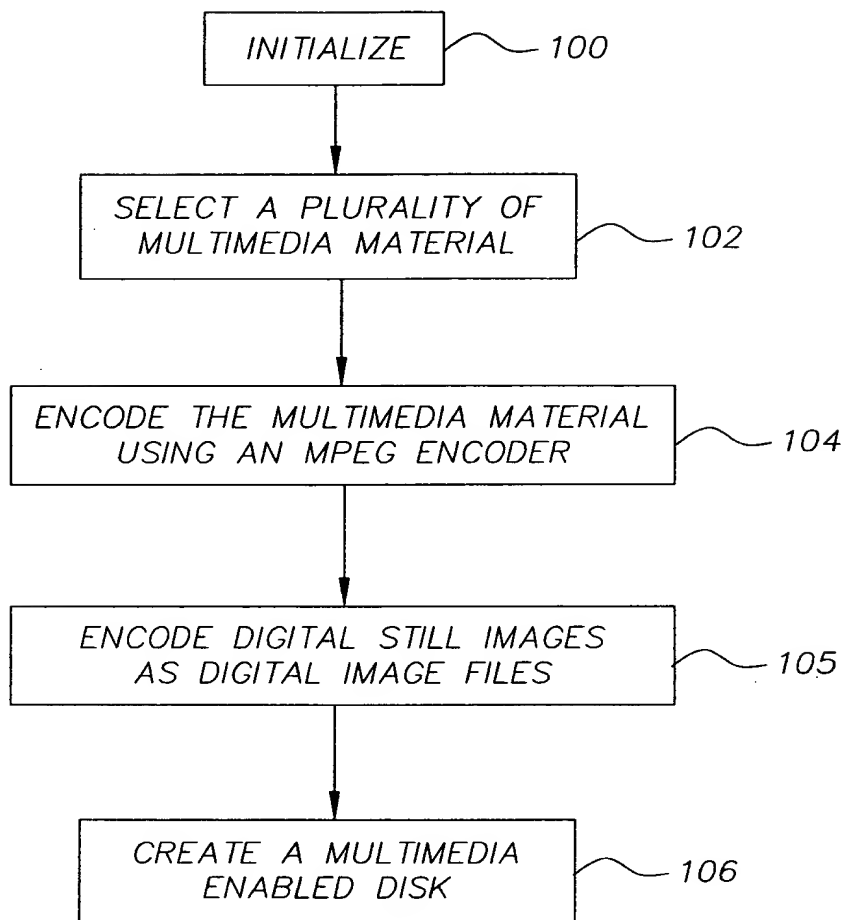 INITIALIZE
100
SELECT A PLURALITY OF
MULTIMEDIA MATERIAL
102
ENCODE THE MULTIMEDIA MATERIAL
USING AN MPEG ENCODER
104
ENCODE DIGITAL STILL IMAGES
AS DIGITAL IMAGE FILES
105
CREATE A MULTIMEDIA
ENABLED DISK
106